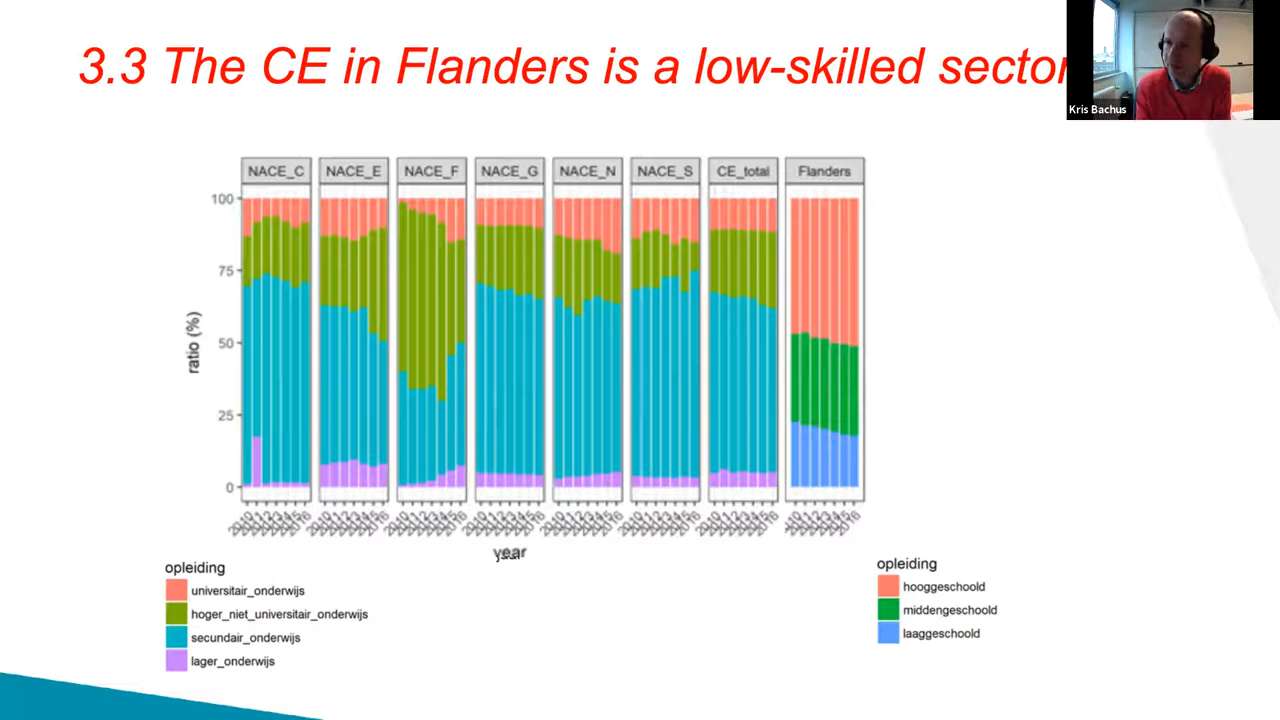 3.3 The CE in Flanders is a low-skilled sector
Kris Bachus
NACE_C NACE_E NACE_F NACE_G NACE_N NACE_S CE_total Flanders
100
75
50
25
0
ratio (%)
year
opleiding
universitair_onderwijs
hoger_niet_universitair_onderwijs
secundair_onderwijs
lager_onderwijs
opleiding
hooggeschoold
middengeschoold
laaggeschoold